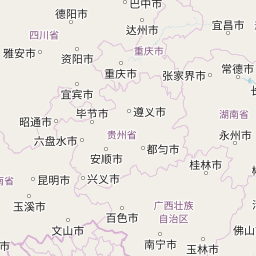 巴中市
德阳市
宜昌市
达州市
四川省
雅安市
重庆市
资阳市
重庆市
张家界市
常德市
宜宾市
毕节市
遵义市
湖南省
昭通市
贵州省
永州市
六盘水市
安顺市
都匀市
桂林市
南省
昆明市
兴义市
玉溪市
百色市
广西壮族
自治区
文山市
佛山
南宁市
玉林市